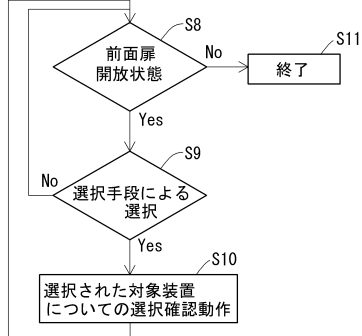 S8
前面扉
開放状態
No
S11
終了
Yes
S9
No
選択手段による
選択
Yes
S10
選択された対象装置
についての選択確認動作